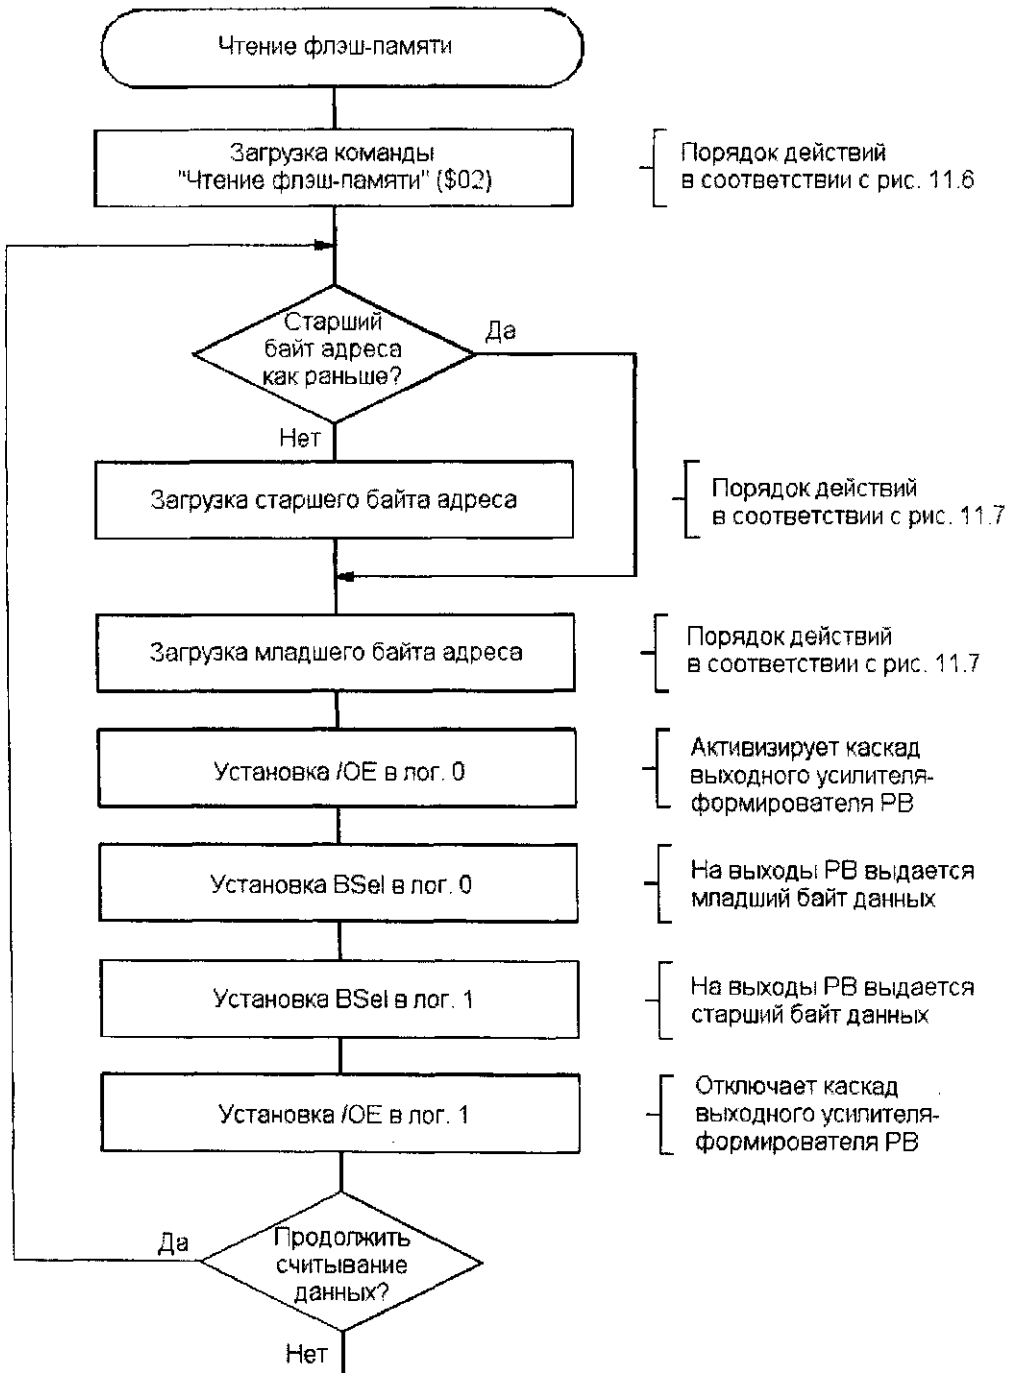 Чтение флэш-памяти
Загрузка команды
"Чтение флэш-памяти" ($02)
Порядок действий
в соответствии с рис. 11.6
Старший
байт адреса
как раньше?
Да
Нет
Загрузка старшего байта адреса
Порядок действий
в соответствии с рис. 11.7
Загрузка младшего байта адреса
Порядок действий
в соответствии с рис. 11.7
Установка /OE в лог. 0
Активизирует каскад
выходного усилителя-
формирователя РВ
Установка BSel в лог. 0
На выходы РВ выдается
младший байт данных
Установка BSel в лог. 1
На выходы РВ выдается
старший байт данных
Установка /OE в лог. 1
Отключает каскад
выходного усилителя-
формирователя РВ
Продолжить
считывание
данных?
Да
Нет